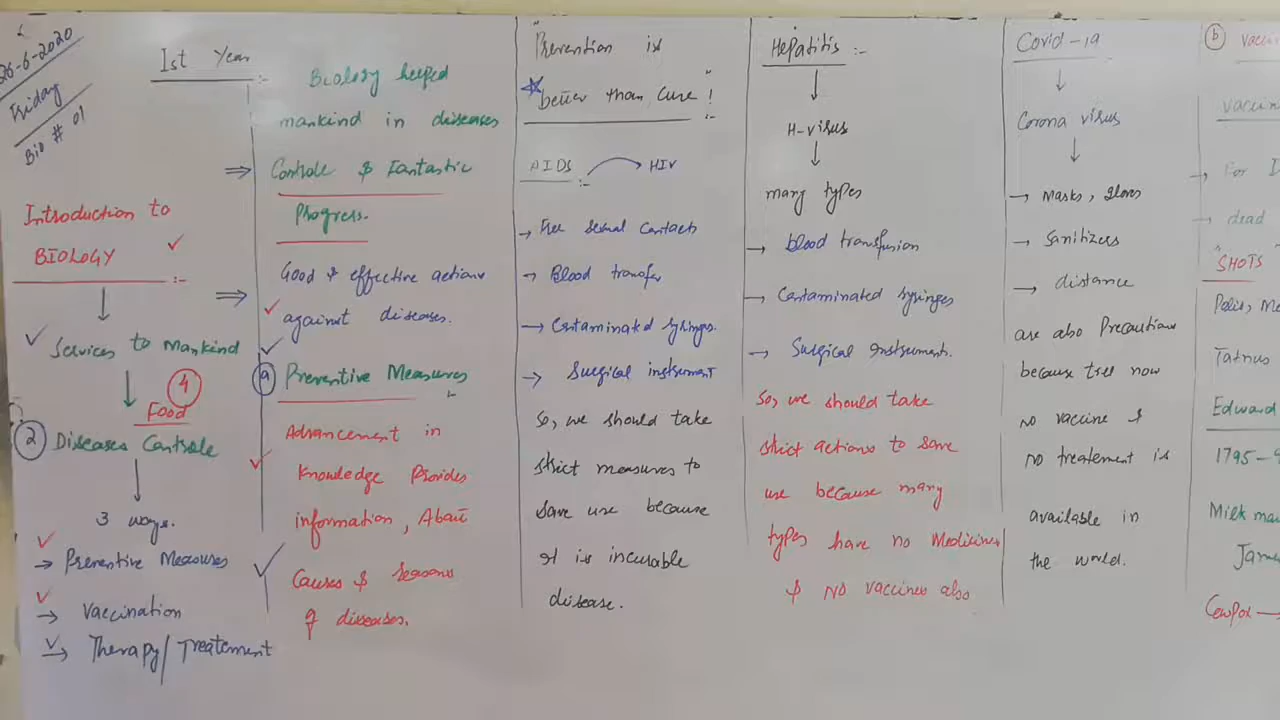 26-6-2020
Friday
Bio # 01
Ist Year :-
Introduction to
BIOLOGY :-
Services to Mankind
4
Food
2 Diseases Controle
3 ways.
→ Preventive Measures
→ Vaccination
→ Therapy/Treatement
Biology helped
mankind in diseases
⇒ Controle & Fantastic
Progress.
⇒ Good & effective actions
against diseases.
a Preventive Measures :-
Advancement in
Knowledge Provides
information, About
Causes & reasons
of diseases.
"Prevention is
better than Cure!" :-
AIDS :- → HIV
→ Free sexual Contacts
→ Blood transfer
→ Contaminated Syringes.
→ Surgical instrument
So, we should take
strict measures to
save use because
It is incurable
disease.
Hepatitis :-
H-virus
many types
→ blood transfusion
→ Contaminated Syringes
→ Surgical Instrument.
So, we should take
strict actions to save
use because many
types have no Medicines
& No vaccines also
Covid-19
Corona virus
→ Masks, gloves
→ Sanitizers
→ distance
are also Precautions
because till now
no vaccine &
no treatement is
available in
the world.
b
→ For
→ dead
"SHOTS
Polio,
Edward
1795-
Milk
Cowpox →